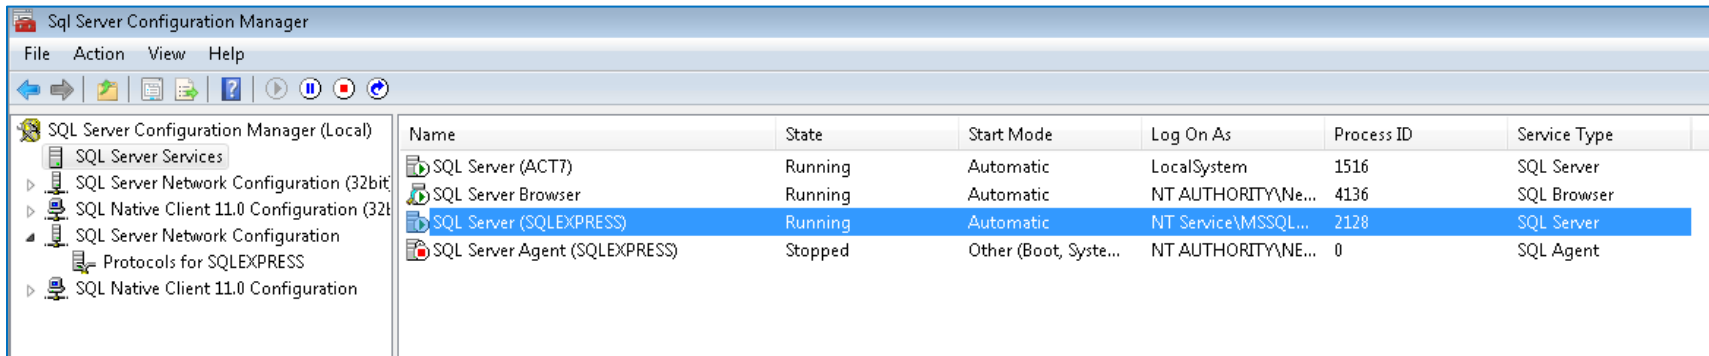 Sql Server Configuration Manager
File Action View Help
SQL Server Configuration Manager (Local)
SQL Server Services
SQL Server Network Configuration (32bit
SQL Native Client 11.0 Configuration (32b
SQL Server Network Configuration
Protocols for SQLEXPRESS
SQL Native Client 11.0 Configuration
Name State Start Mode Log On As Process ID Service Type
SQL Server (ACT7) Running Automatic LocalSystem 1516 SQL Server
SQL Server Browser Running Automatic NT AUTHORITY\Ne... 4136 SQL Browser
SQL Server (SQLEXPRESS) Running Automatic NT Service\MSSQL... 2128 SQL Server
SQL Server Agent (SQLEXPRESS) Stopped Other (Boot, Syste... NT AUTHORITY\NE... 0 SQL Agent